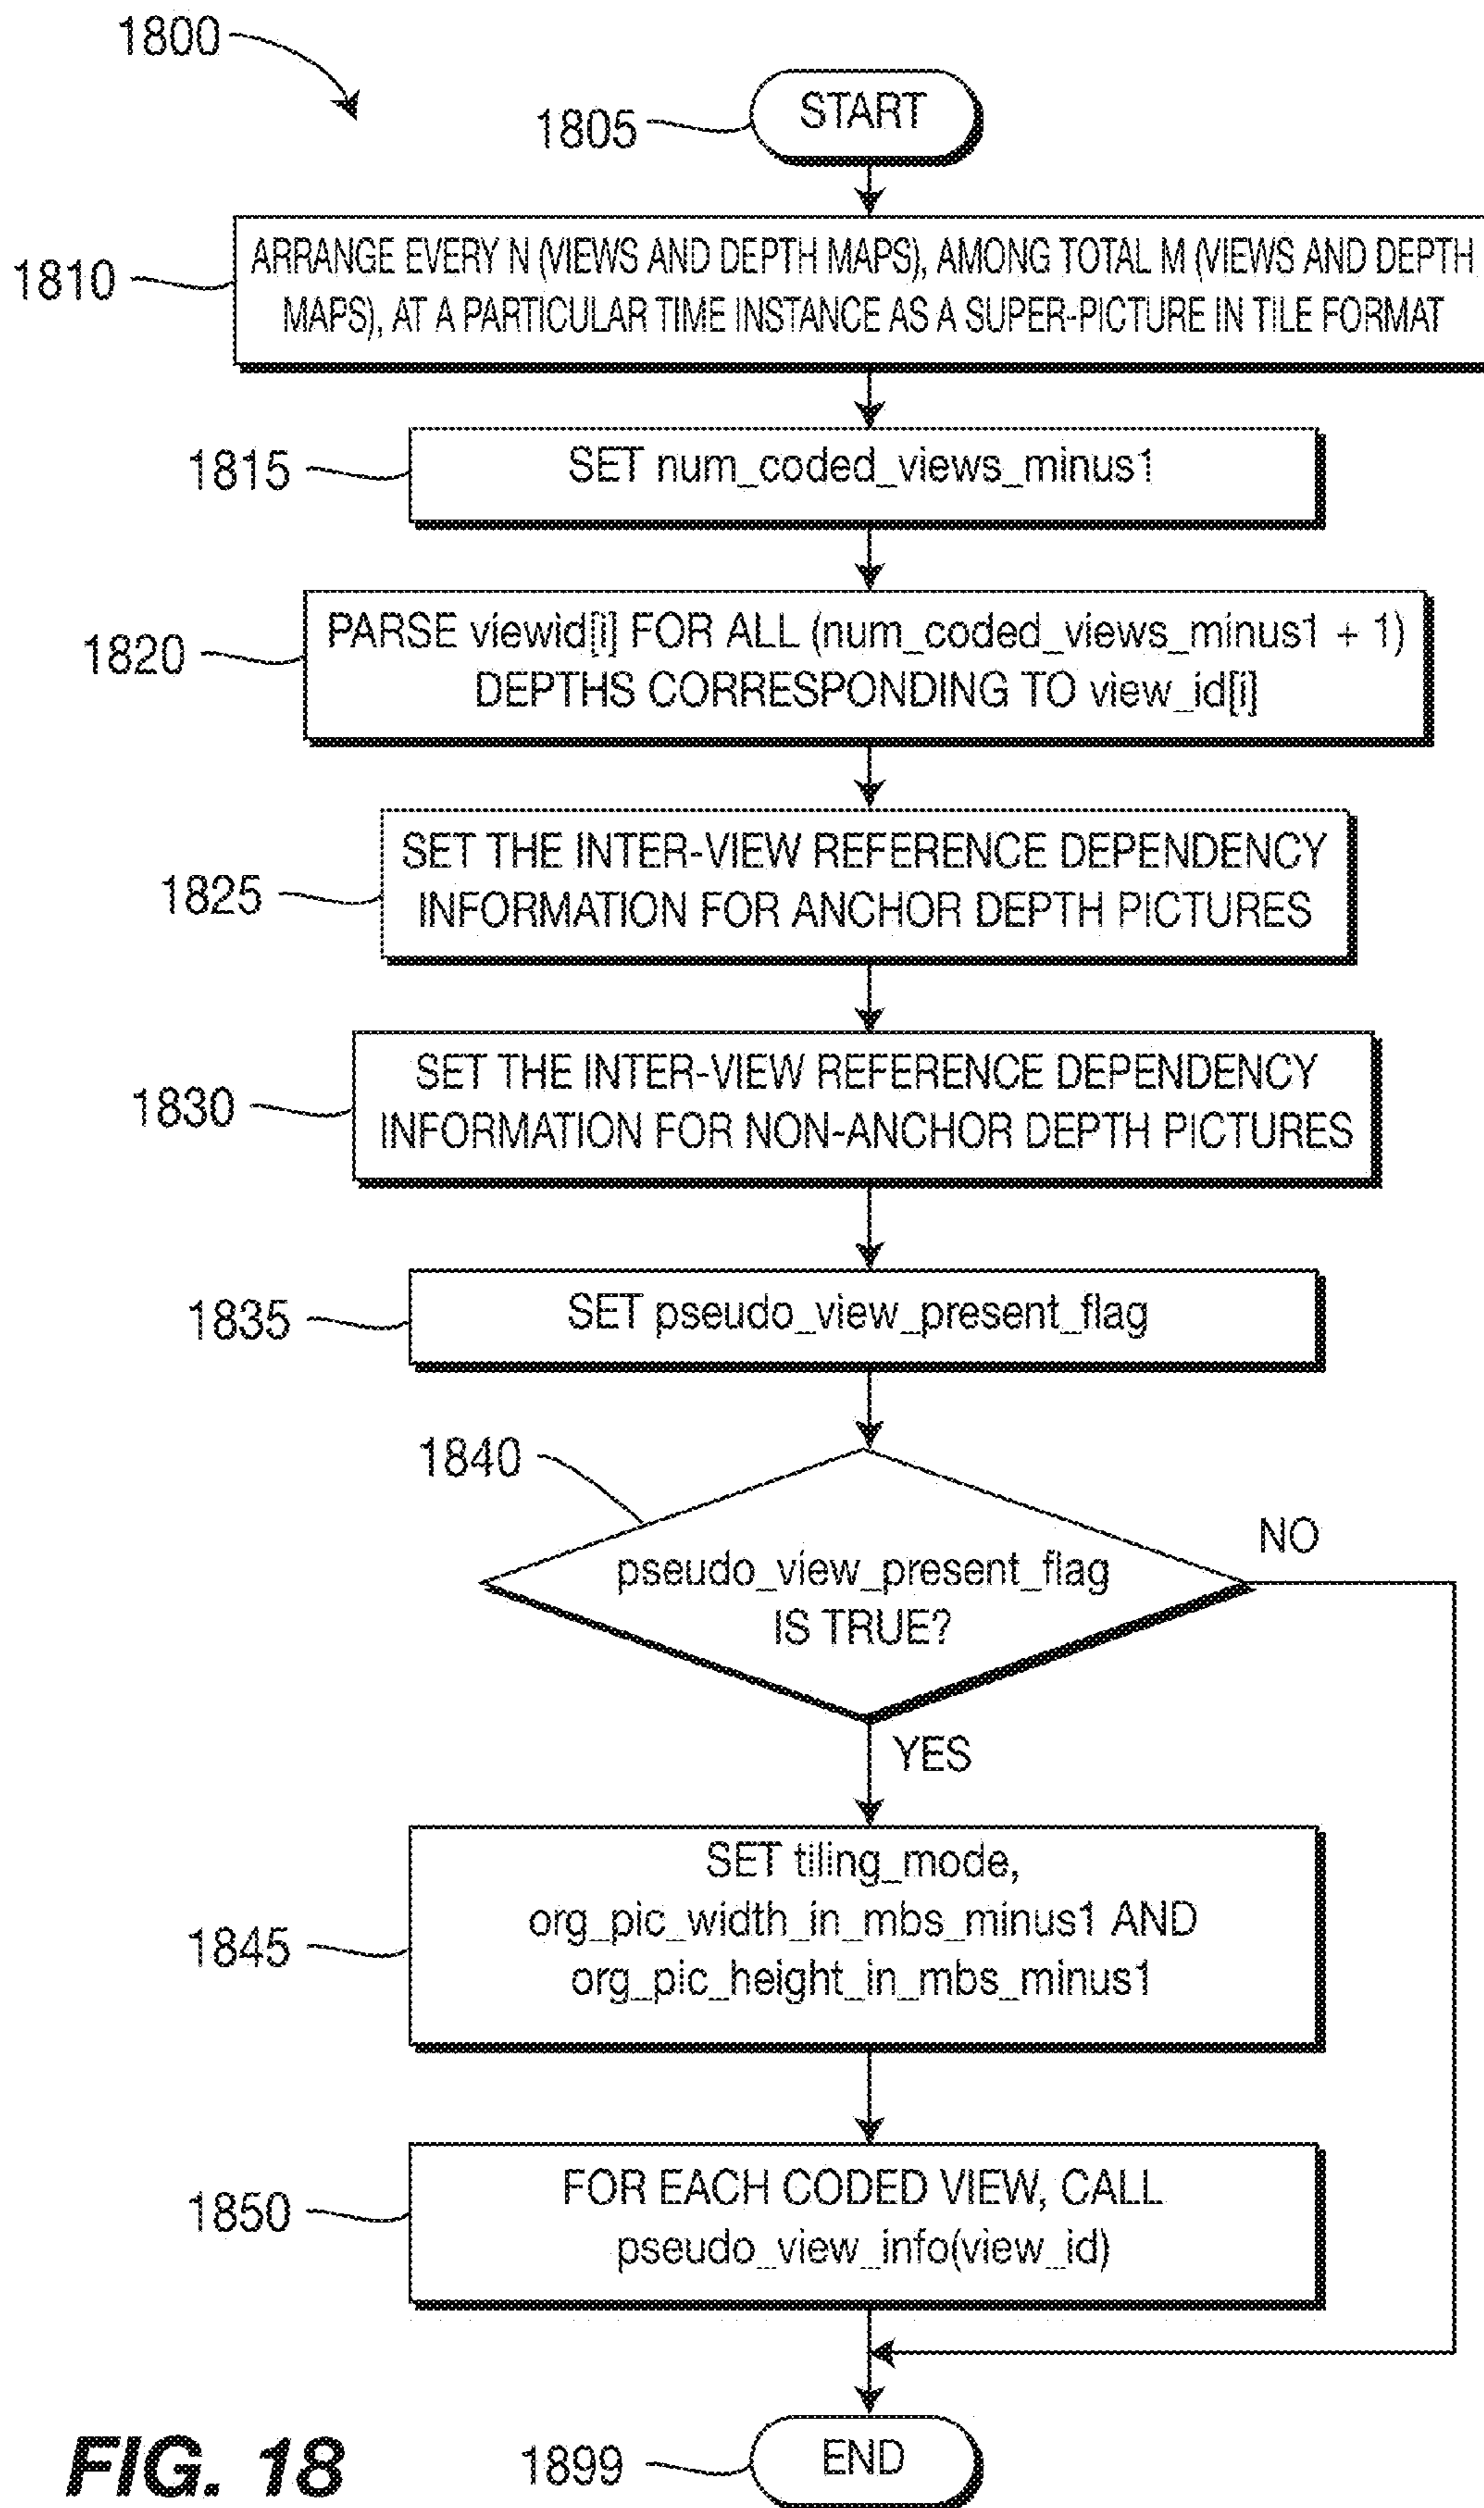 1800
1805
START
1810
ARRANGE EVERY N (VIEWS AND DEPTH MAPS), AMONG TOTAL M (VIEWS AND DEPTH
MAPS), AT A PARTICULAR TIME INSTANCE AS A SUPER-PICTURE IN TILE FORMAT
1815
SET num_coded_views_minus1
1820
PARSE viewid[i] FOR ALL (num_coded_views_minus1 + 1)
DEPTHS CORRESPONDING TO view_id[i]
1825
SET THE INTER-VIEW REFERENCE DEPENDENCY
INFORMATION FOR ANCHOR DEPTH PICTURES
1830
SET THE INTER-VIEW REFERENCE DEPENDENCY
INFORMATION FOR NON-ANCHOR DEPTH PICTURES
1835
SET pseudo_view_present_flag
1840
pseudo_view_present_flag
IS TRUE?
NO
YES
1845
SET tiling_mode,
org_pic_width_in_mbs_minus1 AND
org_pic_height_in_mbs_minus1
1850
FOR EACH CODED VIEW, CALL
pseudo_view_info(view_id)
1899
END
FIG. 18